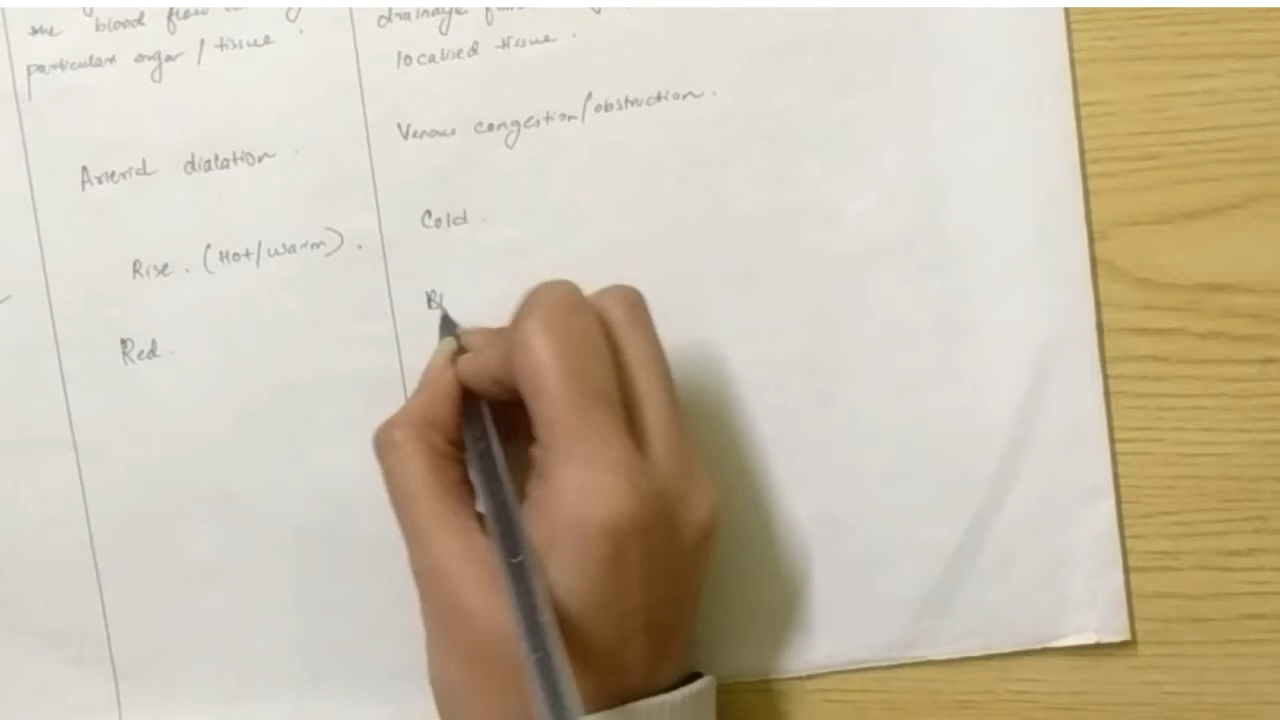 the blood flow
particular organ / tissue.
Arterial dialation.
Rise. (Hot/warm).
Red.
drainage
localised tissue.
Venous congestion/obstruction.
Cold.
Bl